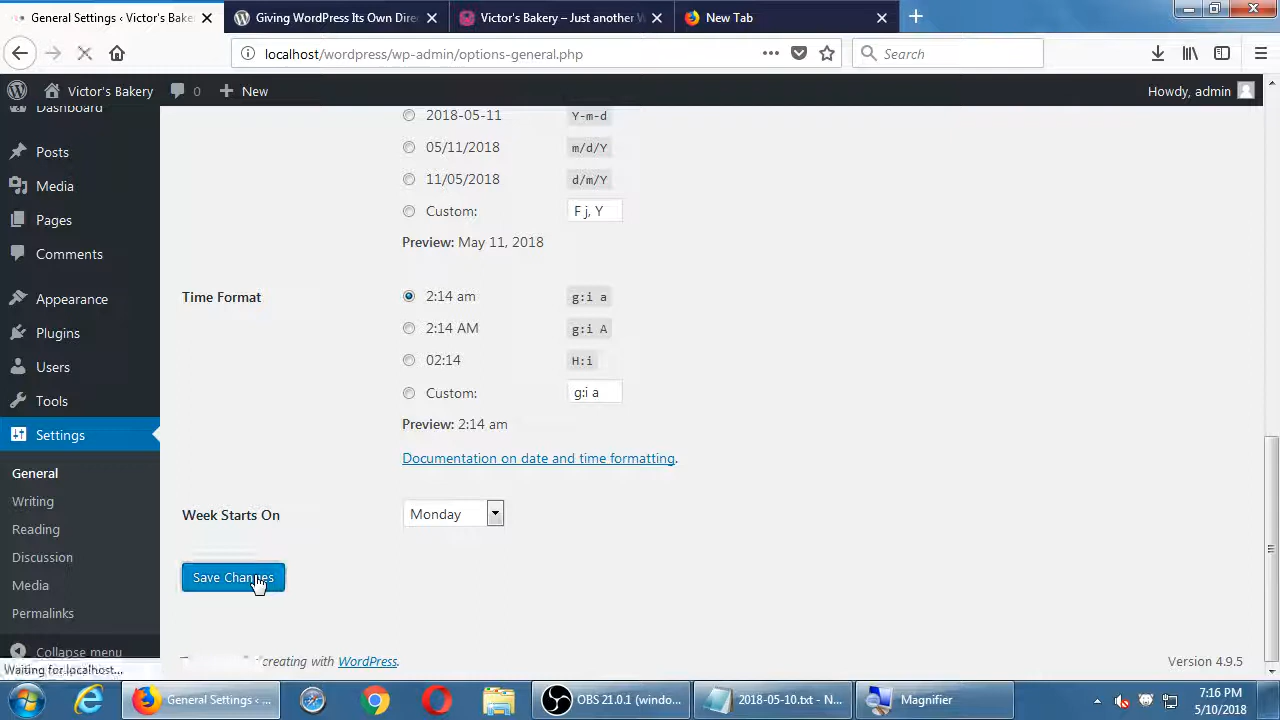 General Settings ‹ Victor's Bake
Giving WordPress Its Own Dire
Victor's Bakery – Just another W
New Tab
localhost/wordpress/wp-admin/options-general.php
Search
Victor's Bakery
0
New
Howdy, admin
Dashboard
Posts
Media
Pages
Comments
Appearance
Plugins
Users
Tools
Settings
General
Writing
Reading
Discussion
Media
Permalinks
Collapse menu
2018-05-11 Y-m-d
05/11/2018 m/d/Y
11/05/2018 d/m/Y
Custom: F j, Y
Preview: May 11, 2018
Time Format
2:14 am g:i a
2:14 AM g:i A
02:14 H:i
Custom: g:i a
Preview: 2:14 am
Documentation on date and time formatting.
Week Starts On Monday
Save Changes
creating with WordPress.
Version 4.9.5
Waiting for localhost...
General Settings ‹ ...
OBS 21.0.1 (windo...
2018-05-10.txt - N...
Magnifier
7:16 PM
5/10/2018